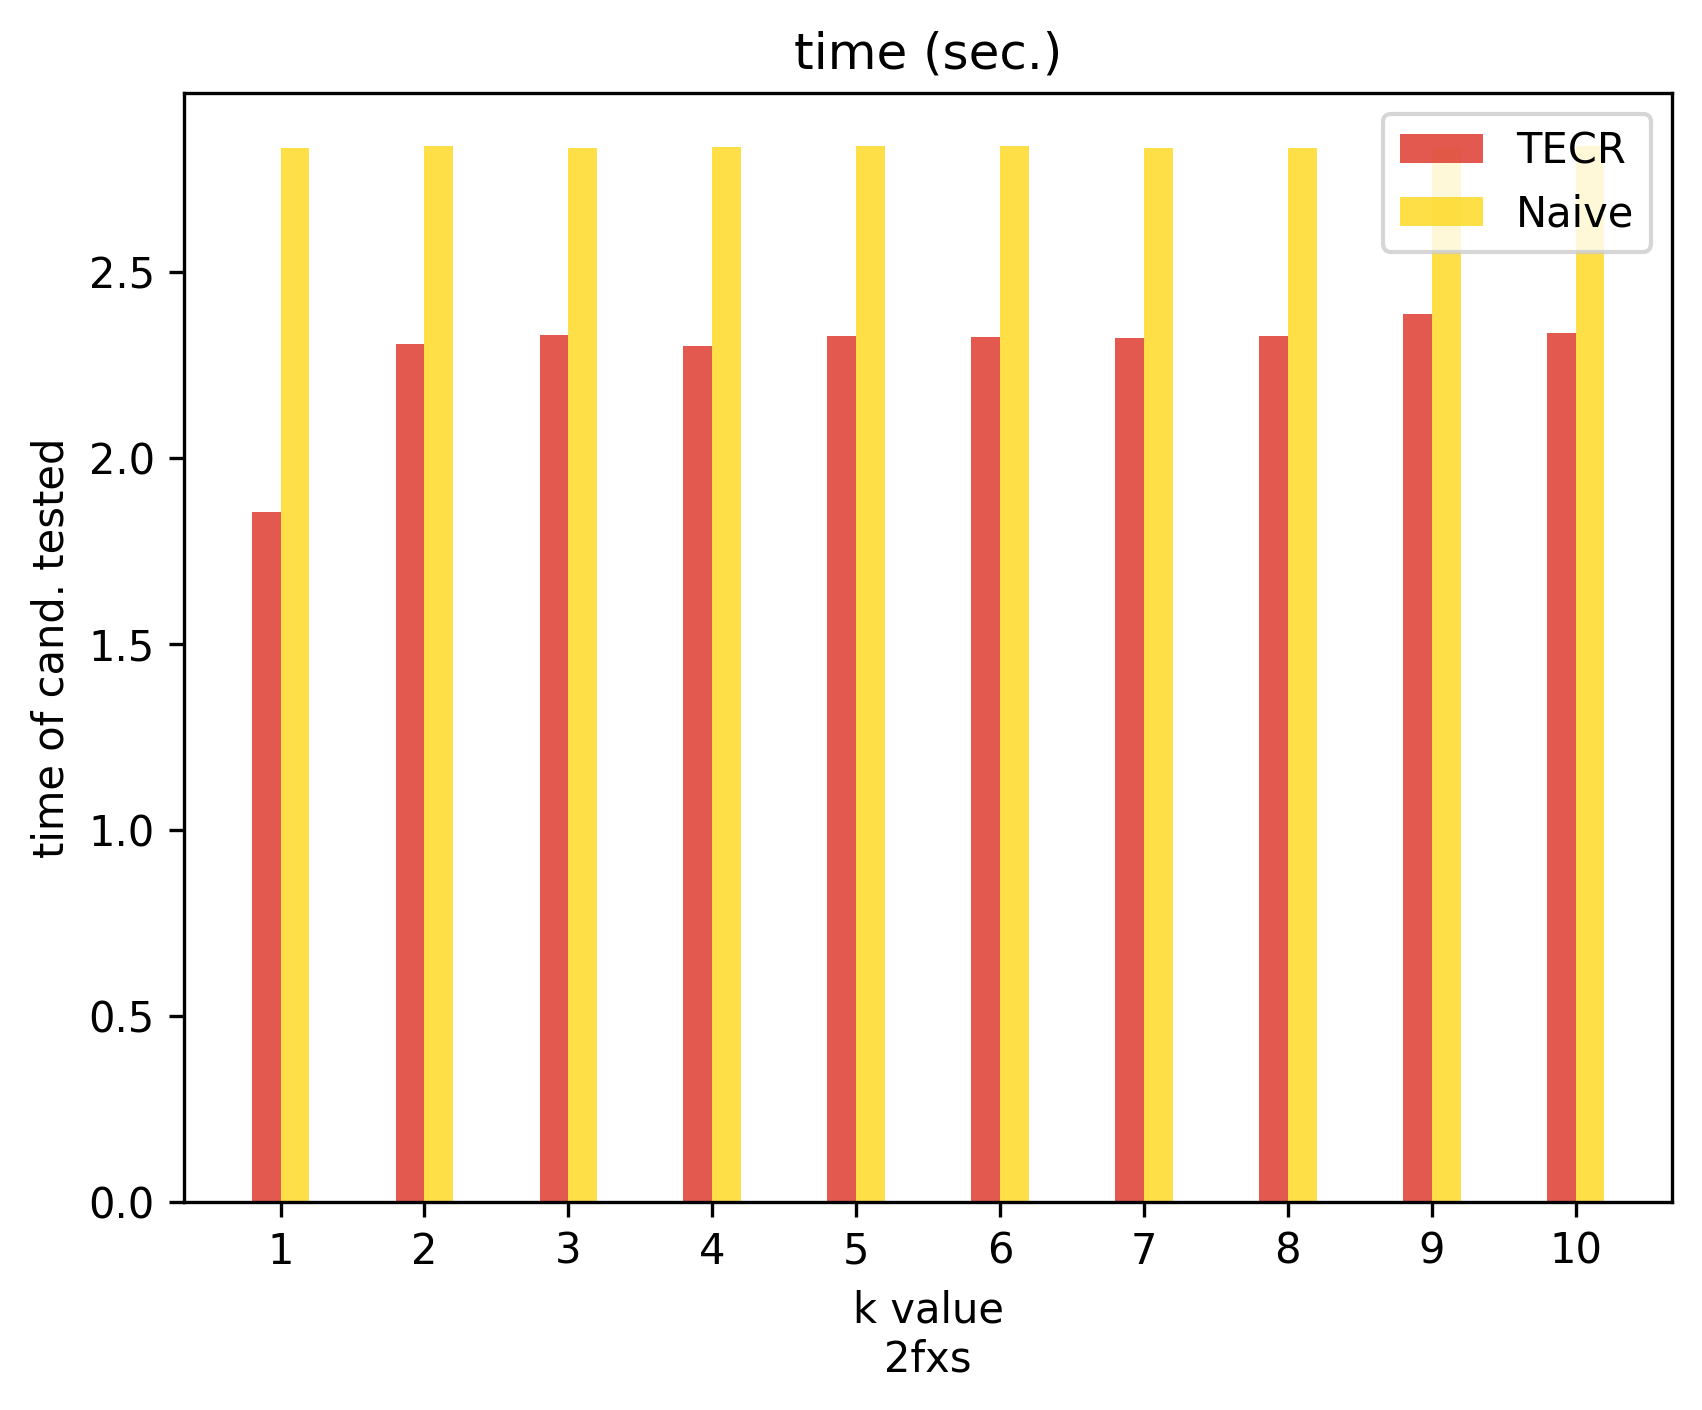 time (sec.)
TECR
Naive
time of cand. tested
2.5
2.0
1.5
1.0
0.5
0.0
1 2 3 4 5 6 7 8 9 10
k value
2fxs